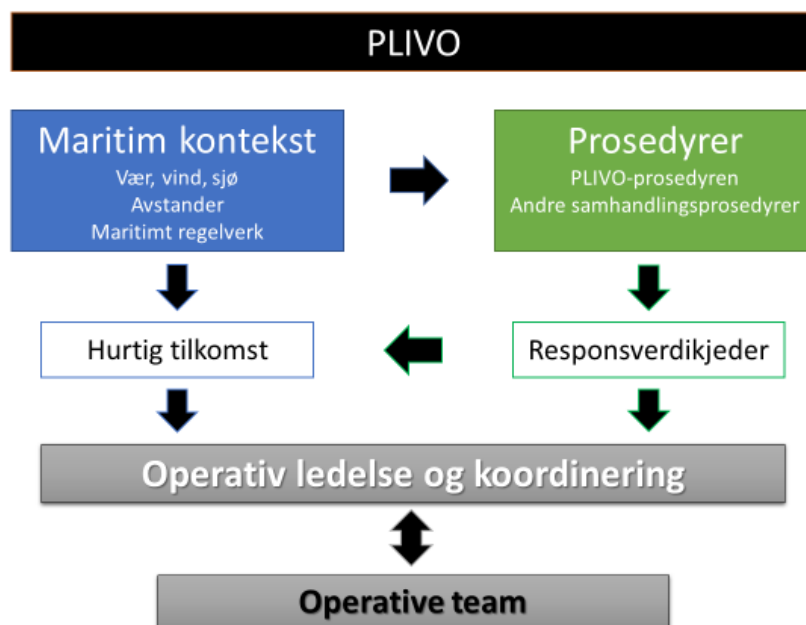 PLIVO
Maritim kontekst
Vær, vind, sjø
Avstander
Maritimt regelverk
Prosedyrer
PLIVO-prosedyren
Andre samhandlingsprosedyrer
Hurtig tilkomst
Responsverdikjeder
Operativ ledelse og koordinering
Operative team